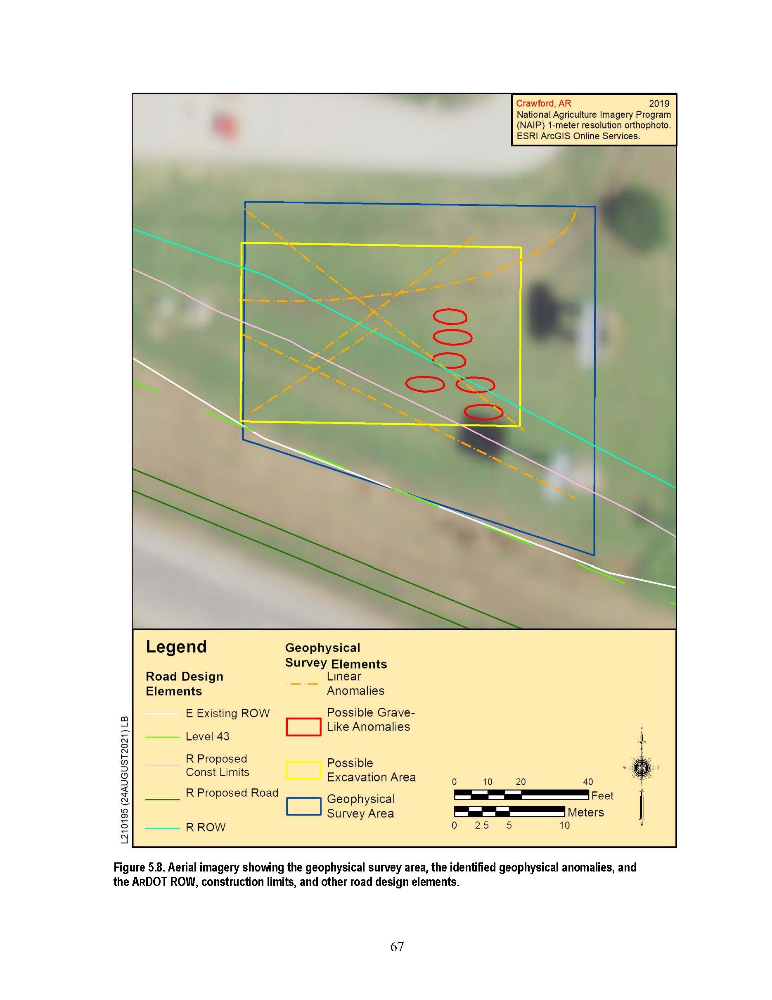 Crawford, AR 2019
National Agriculture Imagery Program
(NAIP) 1-meter resolution orthophoto.
ESRI ArcGIS Online Services.
Legend
Road Design
Elements
E Existing ROW
Level 43
R Proposed
Const Limits
R Proposed Road
R ROW
Geophysical
Survey Elements
Linear
Anomalies
Possible Grave-
Like Anomalies
Possible
Excavation Area
Geophysical
Survey Area
0 10 20 40
Feet
Meters
0 2.5 5 10
E
L210195 (24AUGUST2021) LB
Figure 5.8. Aerial imagery showing the geophysical survey area, the identified geophysical anomalies, and
the ARDOT ROW, construction limits, and other road design elements.
67